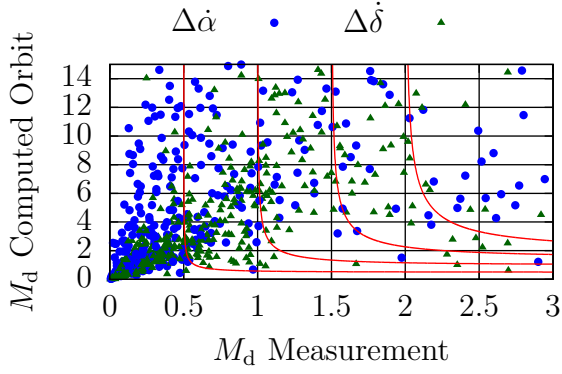 Δα̇ Δδ̇
M_d Computed Orbit
14
12
10
8
6
4
2
0
0 0.5 1 1.5 2 2.5 3
M_d Measurement